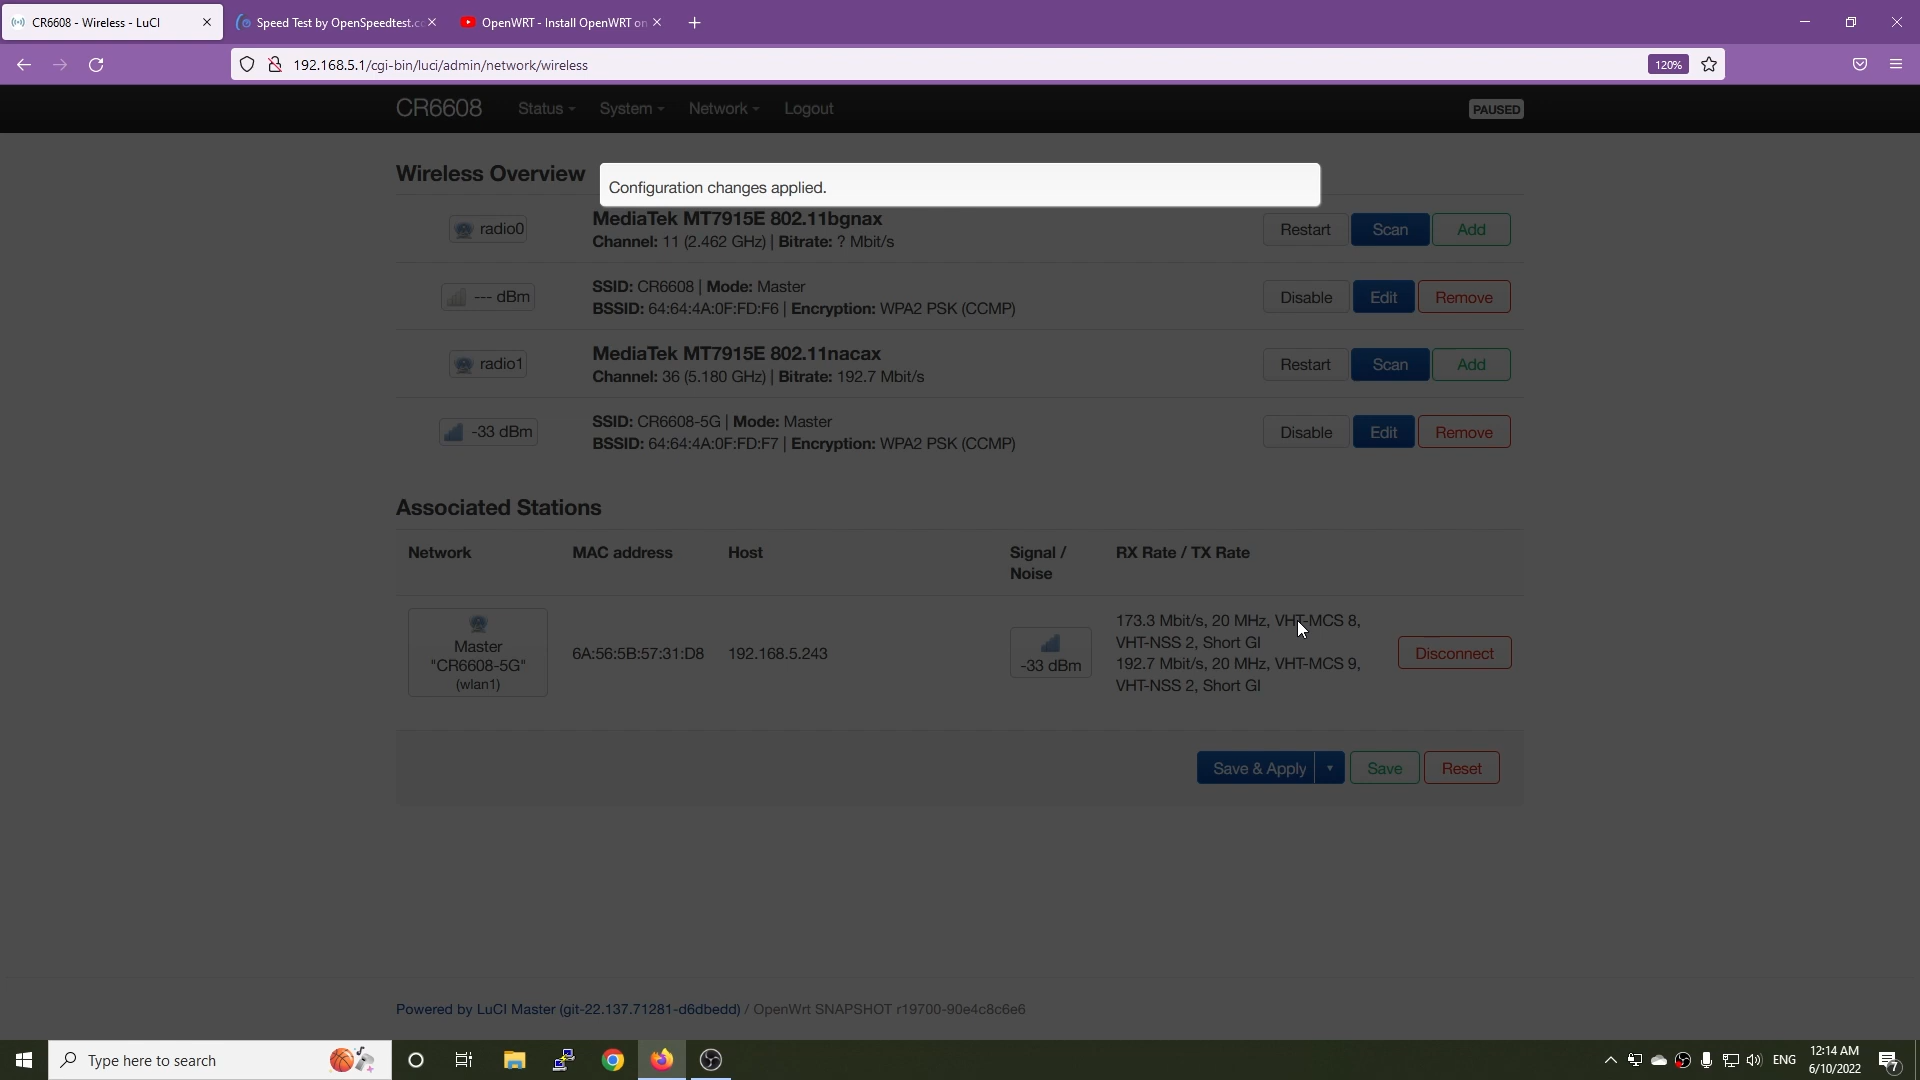 CR6608 - Wireless - LuCI
Speed Test by OpenSpeedtest.co
OpenWRT - Install OpenWRT on
192.168.5.1/cgi-bin/luci/admin/network/wireless
120%
CR6608
Status
System
Network
Logout
PAUSED
Wireless Overview
Configuration changes applied.
radio0
MediaTek MT7915E 802.11bgnax
Channel: 11 (2.462 GHz) | Bitrate: ? Mbit/s
Restart
Scan
Add
--- dBm
SSID: CR6608 | Mode: Master
BSSID: 64:64:4A:0F:FD:F6 | Encryption: WPA2 PSK (CCMP)
Disable
Edit
Remove
radio1
MediaTek MT7915E 802.11nacax
Channel: 36 (5.180 GHz) | Bitrate: 192.7 Mbit/s
Restart
Scan
Add
-33 dBm
SSID: CR6608-5G | Mode: Master
BSSID: 64:64:4A:0F:FD:F7 | Encryption: WPA2 PSK (CCMP)
Disable
Edit
Remove
Associated Stations
Network
MAC address
Host
Signal /
Noise
RX Rate / TX Rate
Master
"CR6608-5G"
(wlan1)
6A:56:5B:57:31:D8
192.168.5.243
-33 dBm
173.3 Mbit/s, 20 MHz, VHT-MCS 8,
VHT-NSS 2, Short GI
192.7 Mbit/s, 20 MHz, VHT-MCS 9,
VHT-NSS 2, Short GI
Disconnect
Save & Apply
Save
Reset
Powered by LuCI Master (git-22.137.71281-d6dbedd) / OpenWrt SNAPSHOT r19700-90e4c8c6e6
Type here to search
ENG
12:14 AM
6/10/2022
7